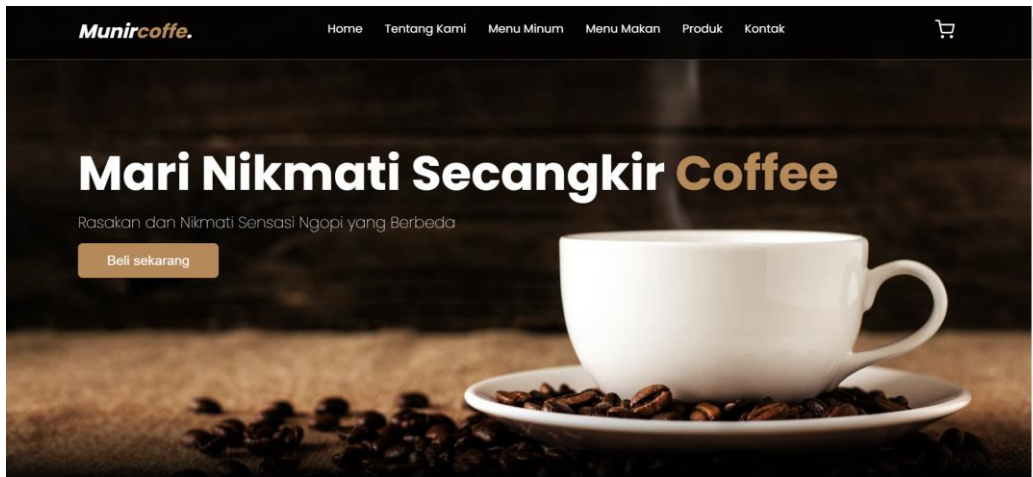 Munircoffe.
Home Tentang Kami Menu Minum Menu Makan Produk Kontak
Mari Nikmati Secangkir Coffee
Rasakan dan Nikmati Sensasi Ngopi yang Berbeda
Beli sekarang